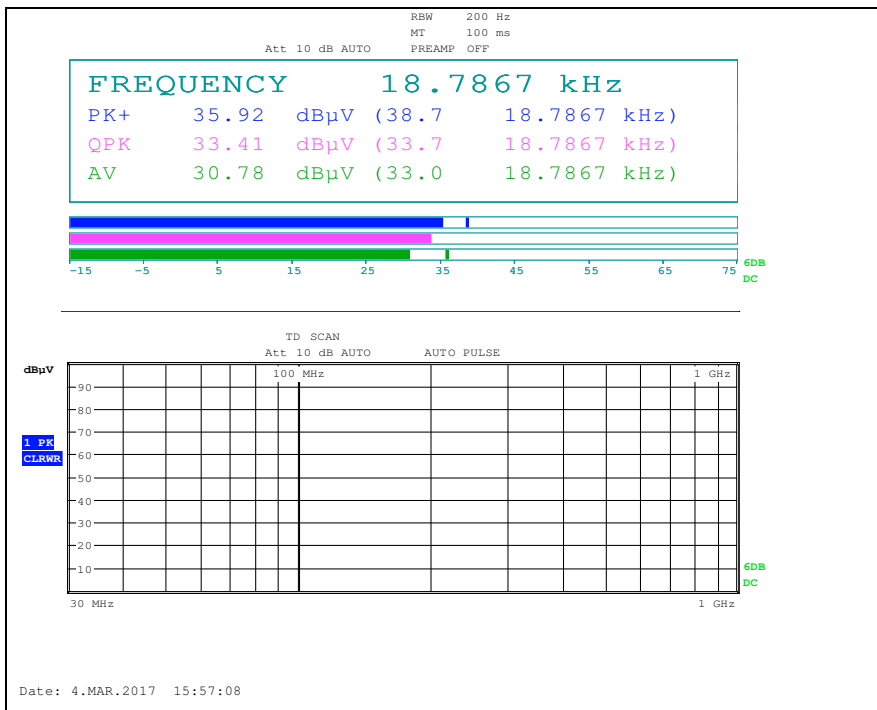 RBW 200 Hz
MT 100 ms
Att 10 dB AUTO PREAMP OFF
FREQUENCY 18.7867 kHz
PK+ 35.92 dBµV (38.7 18.7867 kHz)
QPK 33.41 dBµV (33.7 18.7867 kHz)
AV 30.78 dBµV (33.0 18.7867 kHz)
-15 -5 5 15 25 35 45 55 65 75
6DB
DC
TD SCAN
Att 10 dB AUTO AUTO PULSE
dBµV
100 MHz 1 GHz
90
80
70
1 PK
CLRWR
60
50
40
30
20
10
6DB
DC
30 MHz 1 GHz
Date: 4.MAR.2017 15:57:08